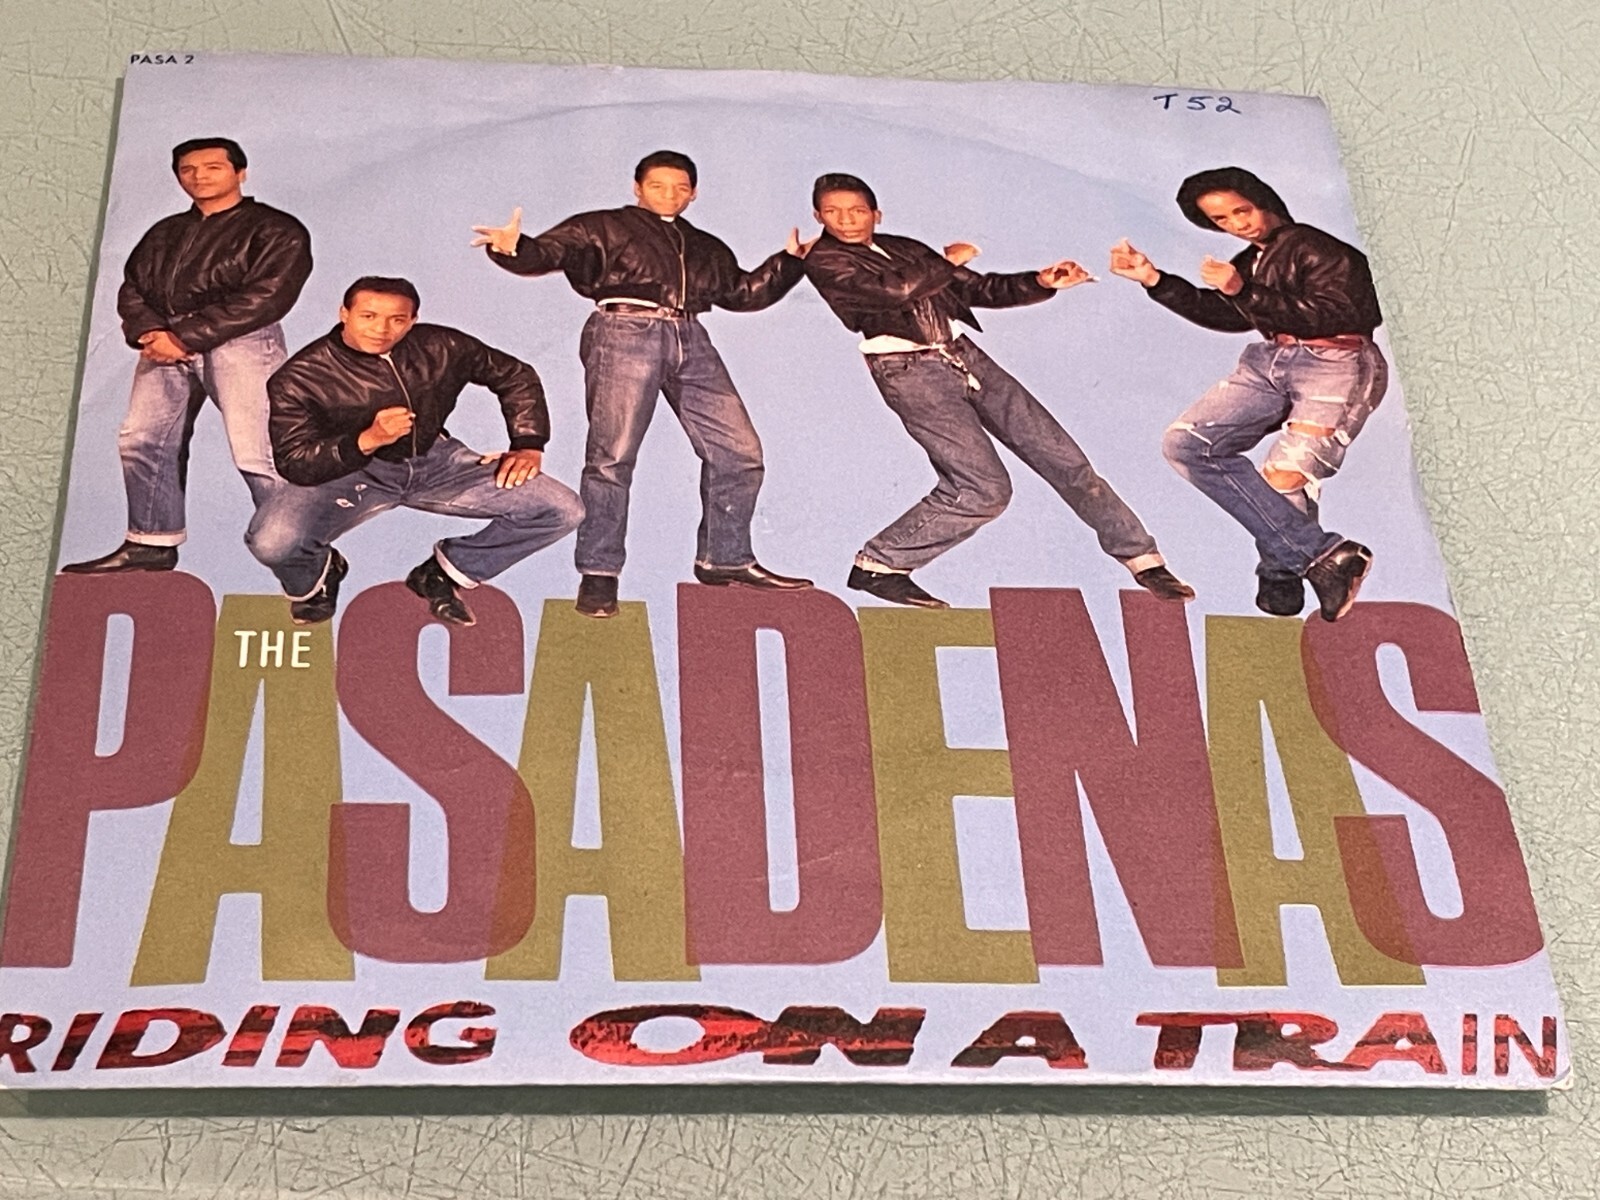 PASA 2
T52
THE
PASADENAS
RIDING ON A TRAIN